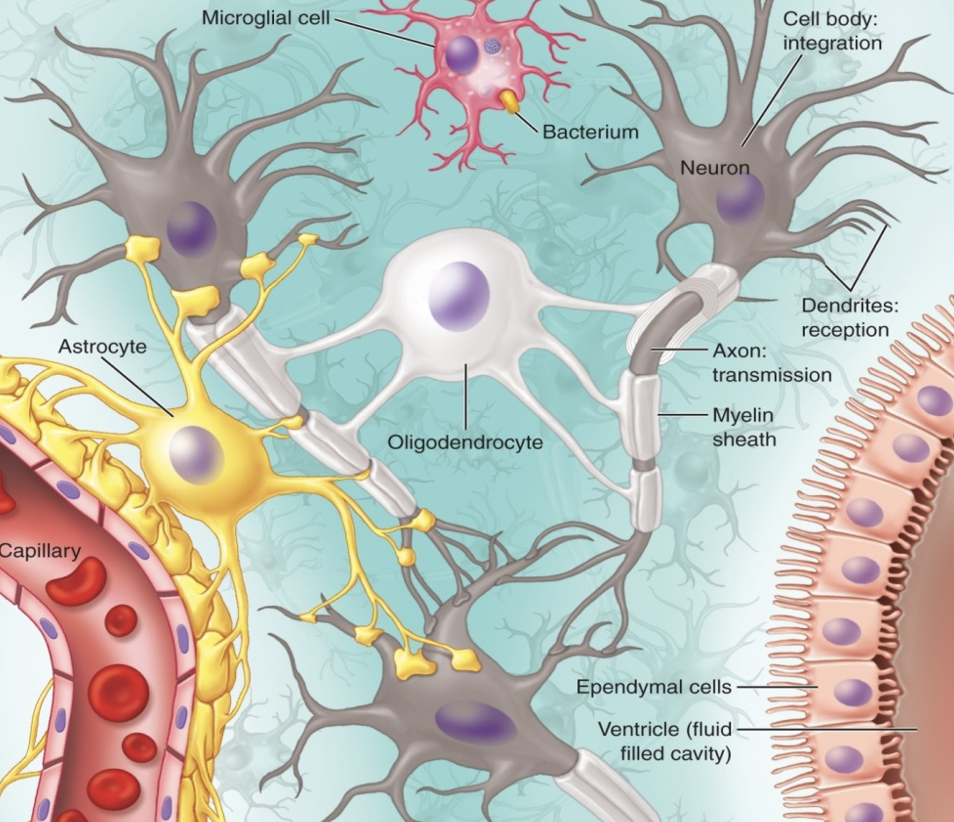 Microglial cell
Cell body:
integration
Bacterium
Neuron
Dendrites:
reception
Astrocyte
Axon:
transmission
Myelin
sheath
Oligodendrocyte
Capillary
Ependymal cells
Ventricle (fluid
filled cavity)